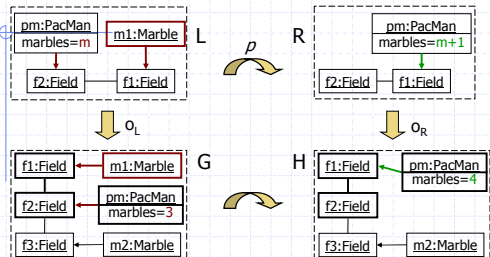 pm:PacMan
marbles=m
m1:Marble
L
f2:Field
f1:Field
p
R
pm:PacMan
marbles=m+1
f2:Field
f1:Field
oL
oR
f1:Field
m1:Marble
G
pm:PacMan
marbles=3
f2:Field
f3:Field
m2:Marble
H
f1:Field
pm:PacMan
marbles=4
f2:Field
f3:Field
m2:Marble